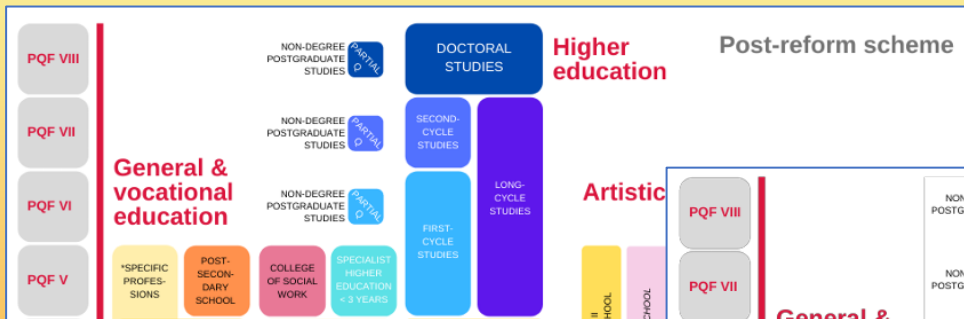 Post-reform scheme
PQF VIII
NON-DEGREE
POSTGRADUATE
STUDIES
PARTIAL
Q
DOCTORAL
STUDIES
Higher
education
PQF VII
NON-DEGREE
POSTGRADUATE
STUDIES
PARTIAL
Q
SECOND-
CYCLE
STUDIES
LONG-
CYCLE
STUDIES
General &
vocational
education
PQF VI
NON-DEGREE
POSTGRADUATE
STUDIES
PARTIAL
Q
FIRST-
CYCLE
STUDIES
Artistic
PQF V
*SPECIFIC
PROFES-
SIONS
POST-
SECON-
DARY
SCHOOL
COLLEGE
OF SOCIAL
WORK
SPECIALIST
HIGHER
EDUCATION
< 3 YEARS
II
PQF VIII
PQF VII
General &